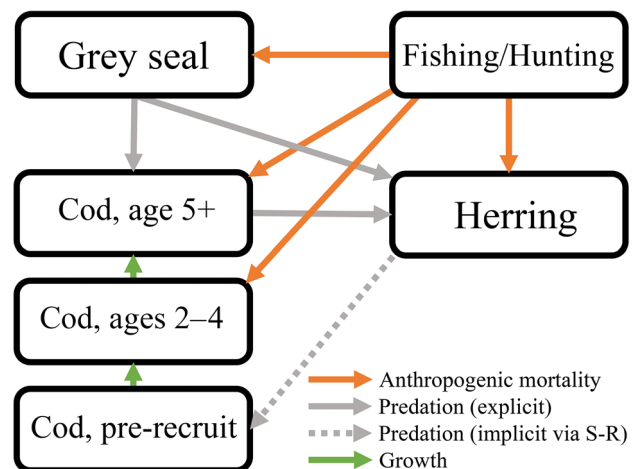 Grey seal
Fishing/Hunting
Cod, age 5+
Herring
Cod, ages 2–4
Cod, pre-recruit
Anthropogenic mortality
Predation (explicit)
Predation (implicit via S-R)
Growth